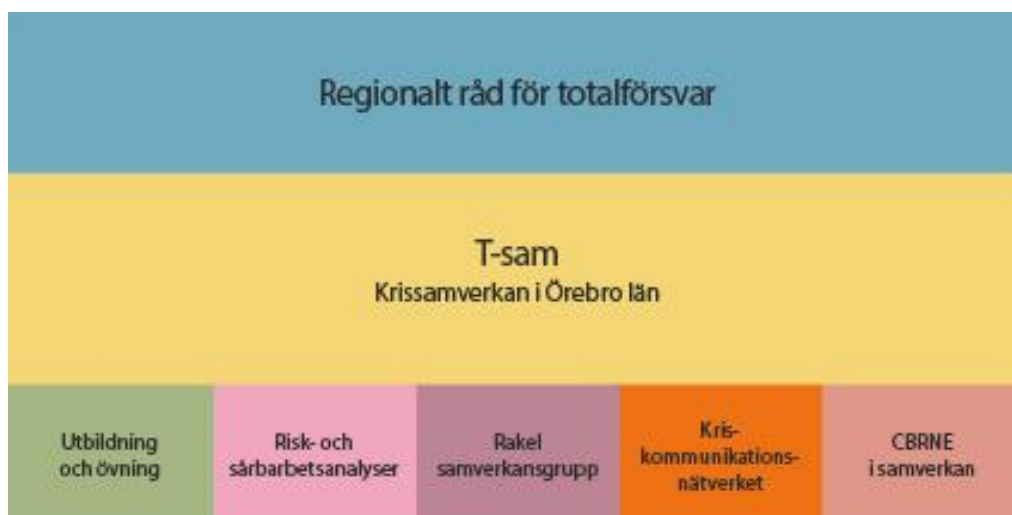 Regionalt råd för totalförsvar
T-sam
Krissamverkan i Örebro län
Utbildning
och övning
Risk- och
sårbarbetsanalyser
Rakel
samverkansgrupp
Kris-
kommunikations-
nätverket
CBRNE
i samverkan